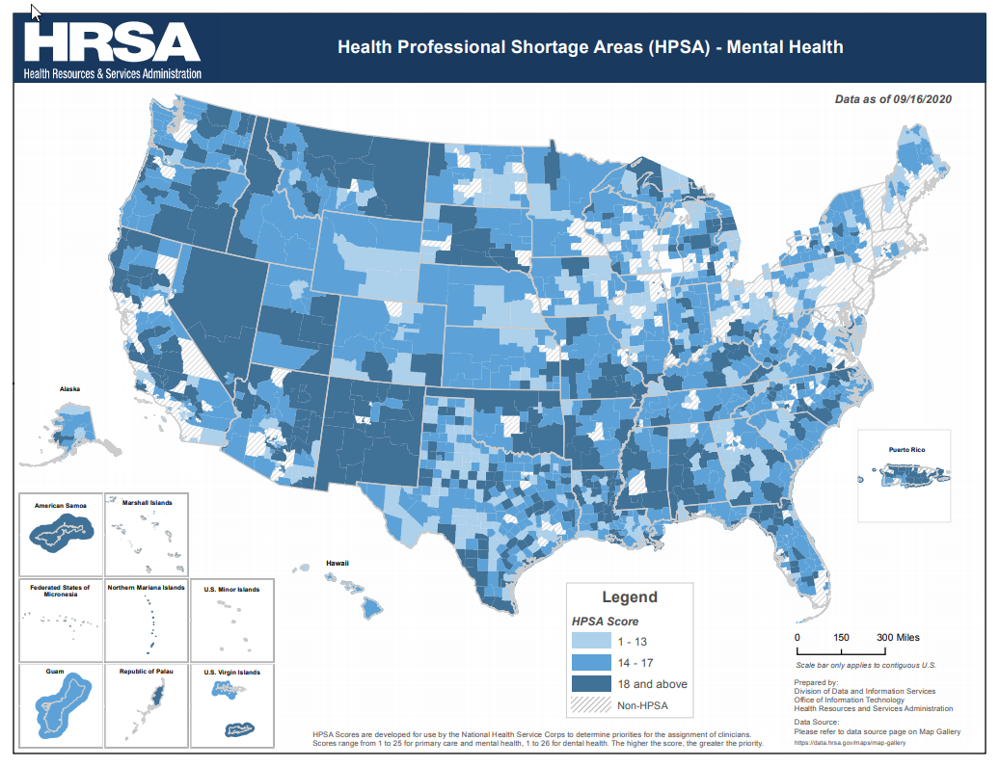 HRSA
Health Resources & Services Administration
Health Professional Shortage Areas (HPSA) - Mental Health
Data as of 09/16/2020
Alaska
Puerto Rico
American Samoa
Marshall Islands
Hawaii
Federated States of
Micronesia
Northern Mariana Islands
U.S. Minor Islands
Guam
Republic of Palau
U.S. Virgin Islands
Legend
HPSA Score
1 - 13
14 - 17
18 and above
Non-HPSA
0 150 300 Miles
Scale bar only applies to contiguous U.S.
Prepared by:
Division of Data and Information Services
Office of Information Technology
Health Resources and Services Administration
Data Source:
Please refer to data source page on Map Gallery
https://data.hrsa.gov/maps/map-gallery
HPSA Scores are developed for use by the National Health Service Corps to determine priorities for the assignment of clinicians.
Scores range from 1 to 25 for primary care and mental health, 1 to 26 for dental health. The higher the score, the greater the priority.